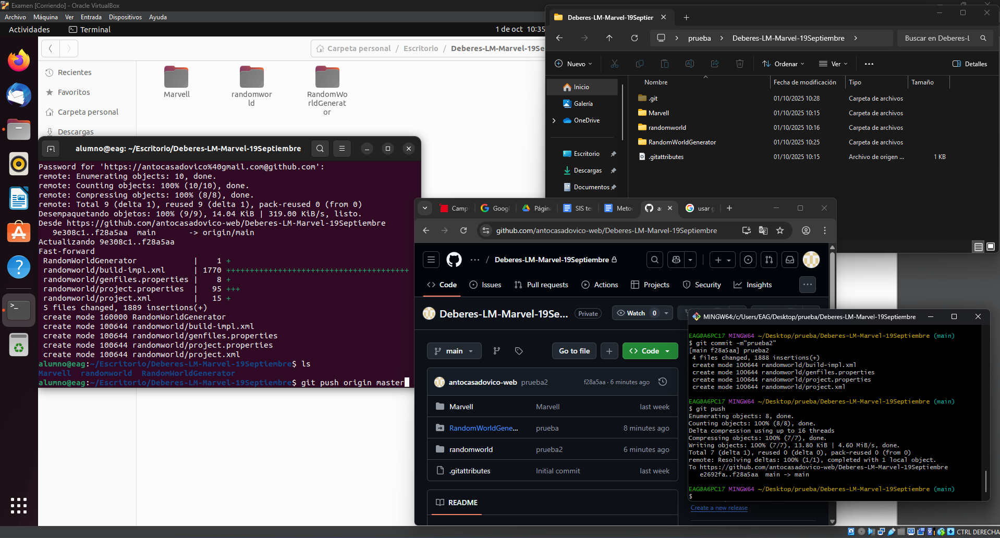 Examen [Corriendo] - Oracle VirtualBox
Archivo Máquina Ver Entrada Dispositivos Ayuda
Actividades Terminal 1 de oct 10:35
Carpeta personal / Escritorio / Deberes-LM-Marvel-19Se
Recientes
Favoritos
Carpeta personal
Descargas
Marvell
randomwor
ld
RandomWo
rldGenerat
or
alumno@eag: ~/Escritorio/Deberes-LM-Marvel-19Septiembre
Password for 'https://antocasadovico%40gmail.com@github.com':
remote: Enumerating objects: 10, done.
remote: Counting objects: 100% (10/10), done.
remote: Compressing objects: 100% (8/8), done.
remote: Total 9 (delta 1), reused 9 (delta 1), pack-reused 0 (from 0)
Desempaquetando objetos: 100% (9/9), 14.04 KiB | 319.00 KiB/s, listo.
Desde https://github.com/antocasadovico-web/Deberes-LM-Marvel-19Septiembre
9e308c1..f28a5aa main -> origin/main
Actualizando 9e308c1..f28a5aa
Fast-forward
RandomWorldGenerator | 1 +
randomworld/build-impl.xml | 1770 +++++++++++++++++++++++++++++++++++++++
randomworld/genfiles.properties | 8 +
randomworld/project.properties | 95 +++
randomworld/project.xml | 15 +
5 files changed, 1889 insertions(+)
create mode 160000 RandomWorldGenerator
create mode 100644 randomworld/build-impl.xml
create mode 100644 randomworld/genfiles.properties
create mode 100644 randomworld/project.properties
create mode 100644 randomworld/project.xml
alumno@eag:~/Escritorio/Deberes-LM-Marvel-19Septiembre$ ls
Marvell randomworld RandomWorldGenerator
alumno@eag:~/Escritorio/Deberes-LM-Marvel-19Septiembre$ git push origin master
Deberes-LM-Marvel-19Septier
prueba > Deberes-LM-Marvel-19Septiembre >
Buscar en Deberes-L
Nuevo Ordenar Ver ... Detalles
Inicio
Galería
OneDrive
Escritorio
Descargas
Documentos
Nombre Fecha de modificación Tipo Tamaño
.git 01/10/2025 10:28 Carpeta de archivos
Marvell 01/10/2025 10:15 Carpeta de archivos
randomworld 01/10/2025 10:16 Carpeta de archivos
RandomWorldGenerator 01/10/2025 10:25 Carpeta de archivos
.gitattributes 01/10/2025 10:15 Archivo de origen ... 1 KB
Camp Googl Página SIS te Meto a usar g
github.com/antocasadovico-web/Deberes-LM-Marvel-19Septiembre
... / Deberes-LM-Marvel-19Septiembre
Code Issues Pull requests Actions Projects Security Insights
Deberes-LM-Marvel-19Se... Private Watch 0
main Go to file Code
antocasadovico-web prueba2 f28a5aa · 6 minutes ago
Marvell Marvell last week
RandomWorldGene... prueba 8 minutes ago
randomworld prueba2 6 minutes ago
.gitattributes Initial commit last week
README
MINGW64:/c/Users/EAG/Desktop/prueba/Deberes-LM-Marvel-19Septiembre
EAG@A6PC17 MINGW64 ~/Desktop/prueba/Deberes-LM-Marvel-19Septiembre (main)
$ git commit -m"prueba2"
[main f28a5aa] prueba2
4 files changed, 1888 insertions(+)
create mode 100644 randomworld/build-impl.xml
create mode 100644 randomworld/genfiles.properties
create mode 100644 randomworld/project.properties
create mode 100644 randomworld/project.xml
EAG@A6PC17 MINGW64 ~/Desktop/prueba/Deberes-LM-Marvel-19Septiembre (main)
$ git push
Enumerating objects: 8, done.
Counting objects: 100% (8/8), done.
Delta compression using up to 16 threads
Compressing objects: 100% (7/7), done.
Writing objects: 100% (7/7), 13.80 KiB | 4.60 MiB/s, done.
Total 7 (delta 1), reused 0 (delta 0), pack-reused 0 (from 0)
remote: Resolving deltas: 100% (1/1), completed with 1 local object.
To https://github.com/antocasadovico-web/Deberes-LM-Marvel-19Septiembre
e2692fa..f28a5aa main -> main
EAG@A6PC17 MINGW64 ~/Desktop/prueba/Deberes-LM-Marvel-19Septiembre (main)
$
Create a new release
CTRL DERECHA